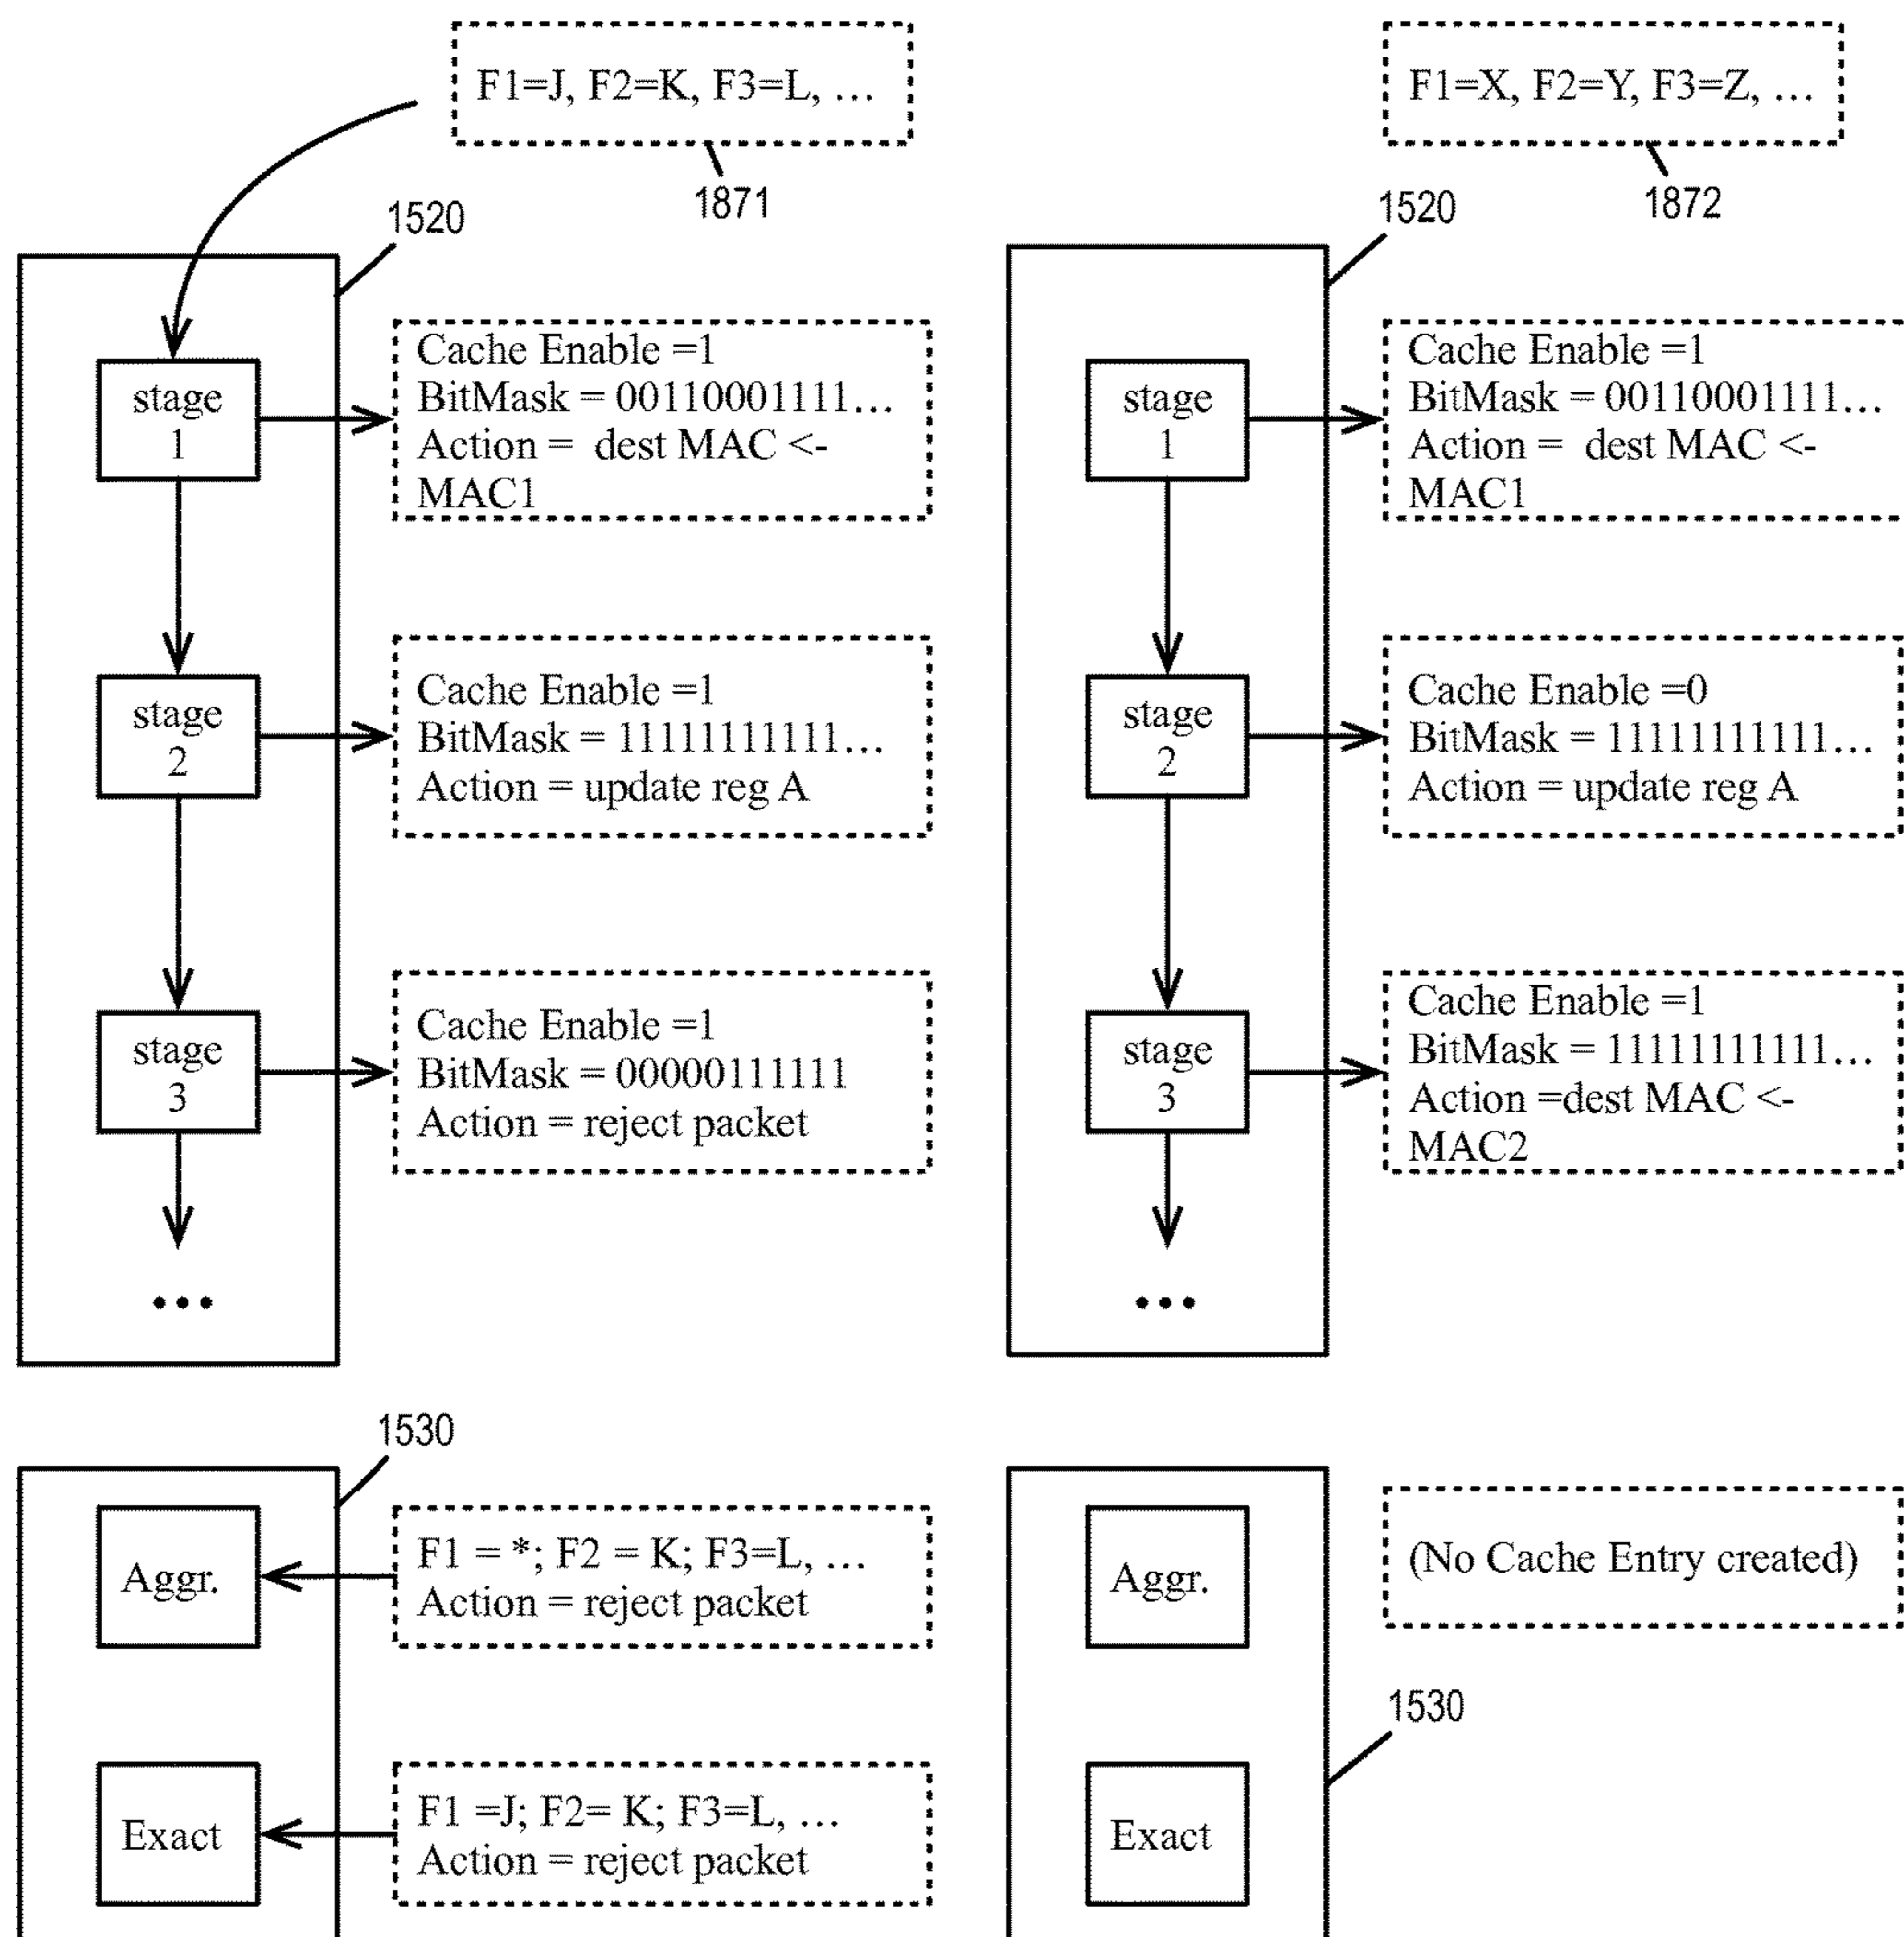 F1=J, F2=K, F3=L, ...
1871
1520
stage
1
Cache Enable =1
BitMask = 00110001111...
Action = dest MAC <-
MAC1
stage
2
Cache Enable =1
BitMask = 11111111111...
Action = update reg A
stage
3
Cache Enable =1
BitMask = 00000111111
Action = reject packet
...
1530
Aggr.
F1 = *; F2 = K; F3=L, ...
Action = reject packet
Exact
F1 =J; F2= K; F3=L, ...
Action = reject packet
F1=X, F2=Y, F3=Z, ...
1872
1520
stage
1
Cache Enable =1
BitMask = 00110001111...
Action = dest MAC <-
MAC1
stage
2
Cache Enable =0
BitMask = 11111111111...
Action = update reg A
stage
3
Cache Enable =1
BitMask = 11111111111...
Action =dest MAC <-
MAC2
...
Aggr.
(No Cache Entry created)
1530
Exact